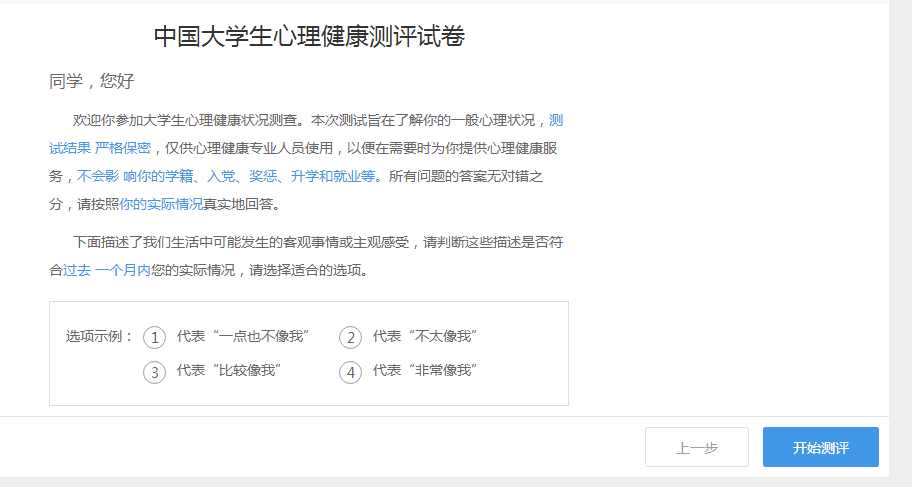 中国大学生心理健康测评试卷
同学，您好
欢迎你参加大学生心理健康状况测查。本次测试旨在了解你的一般心理状况，测
试结果 严格保密，仅供心理健康专业人员使用，以便在需要时为你提供心理健康服
务，不会影 响你的学籍、入党、奖惩、升学和就业等。所有问题的答案无对错之
分，请按照你的实际情况真实地回答。
下面描述了我们生活中可能发生的客观事情或主观感受，请判断这些描述是否符
合过去 一个月内您的实际情况，请选择适合的选项。
选项示例： ① 代表“一点也不像我” ② 代表“不太像我”
③ 代表“比较像我” ④ 代表“非常像我”
上一步 开始测评